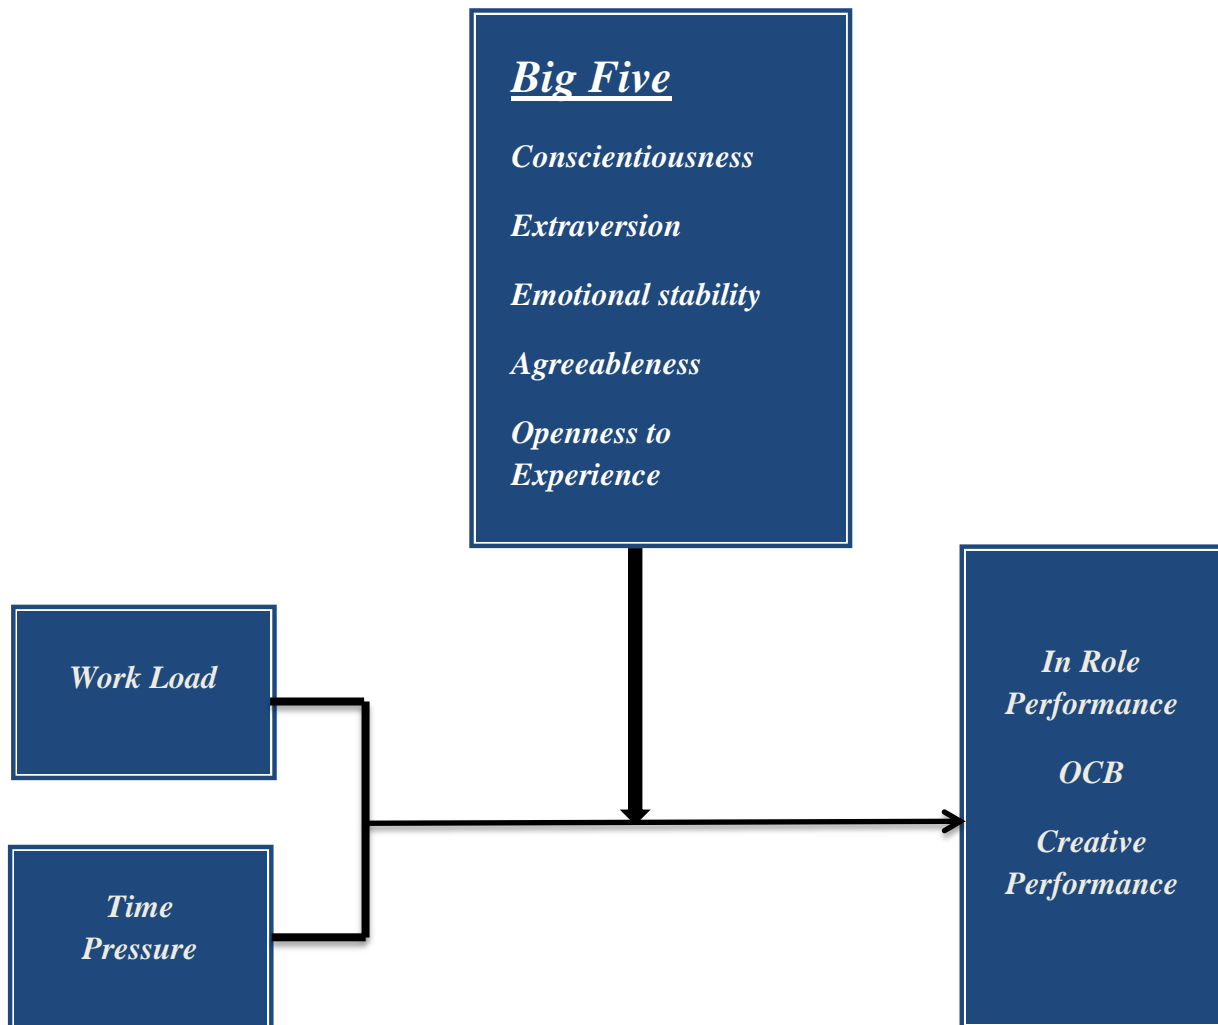 Big Five
Conscientiousness
Extraversion
Emotional stability
Agreeableness
Openness to
Experience
Work Load
Time
Pressure
In Role
Performance
OCB
Creative
Performance